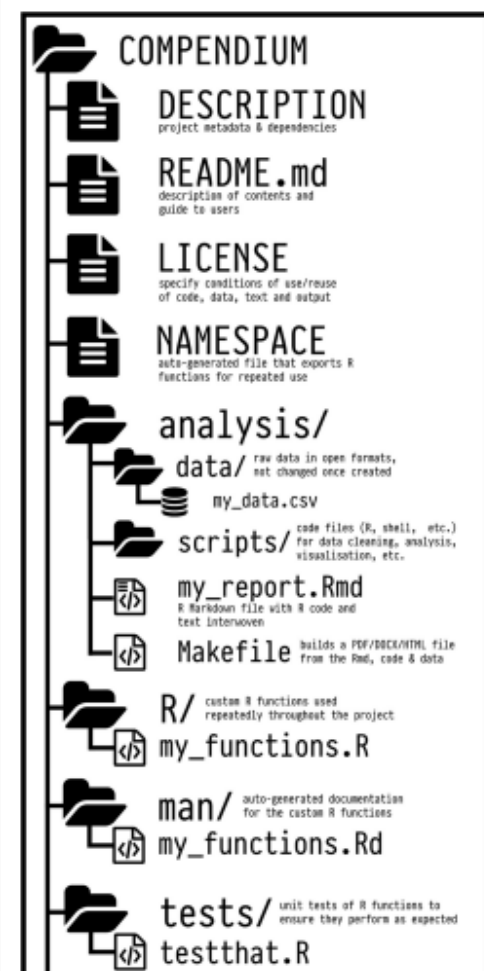 COMPENDIUM
DESCRIPTION
project metadata & dependencies
README.md
description of contents and
guide to users
LICENSE
specify conditions of use/reuse
of code, data, text and output
NAMESPACE
auto-generated file that exports R
functions for repeated use
analysis/
data/ raw data in open formats,
not changed once created
my_data.csv
scripts/ code files (R, shell, etc.)
for data cleaning, analysis,
visualisation, etc.
my_report.Rmd
R Markdown file with R code and
text interwoven
Makefile builds a PDF/DOCX/HTML file
from the Rmd, code & data
R/ custom R functions used
repeatedly throughout the project
my_functions.R
man/ auto-generated documentation
for the custom R functions
my_functions.Rd
tests/ unit tests of R functions to
ensure they perform as expected
testthat.R